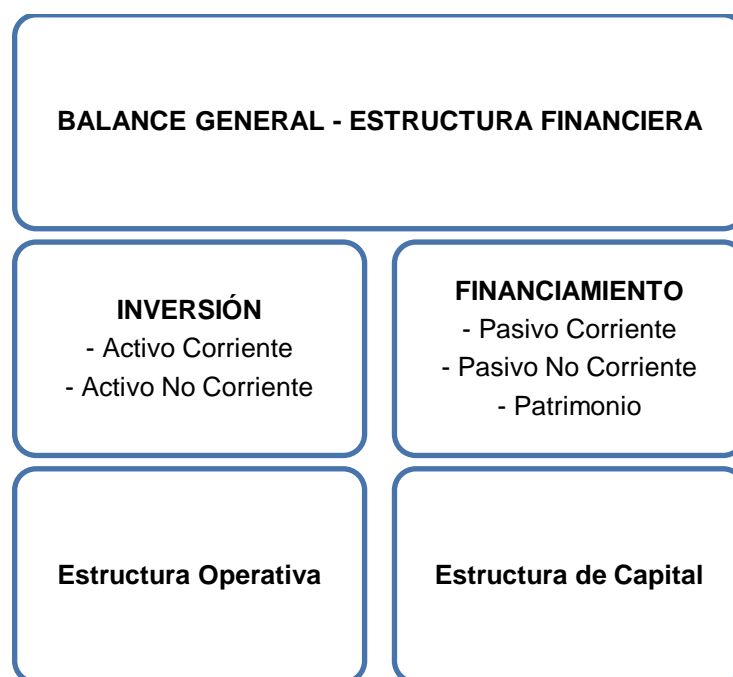 BALANCE GENERAL - ESTRUCTURA FINANCIERA
INVERSIÓN
- Activo Corriente
- Activo No Corriente
FINANCIAMIENTO
- Pasivo Corriente
- Pasivo No Corriente
- Patrimonio
Estructura Operativa
Estructura de Capital